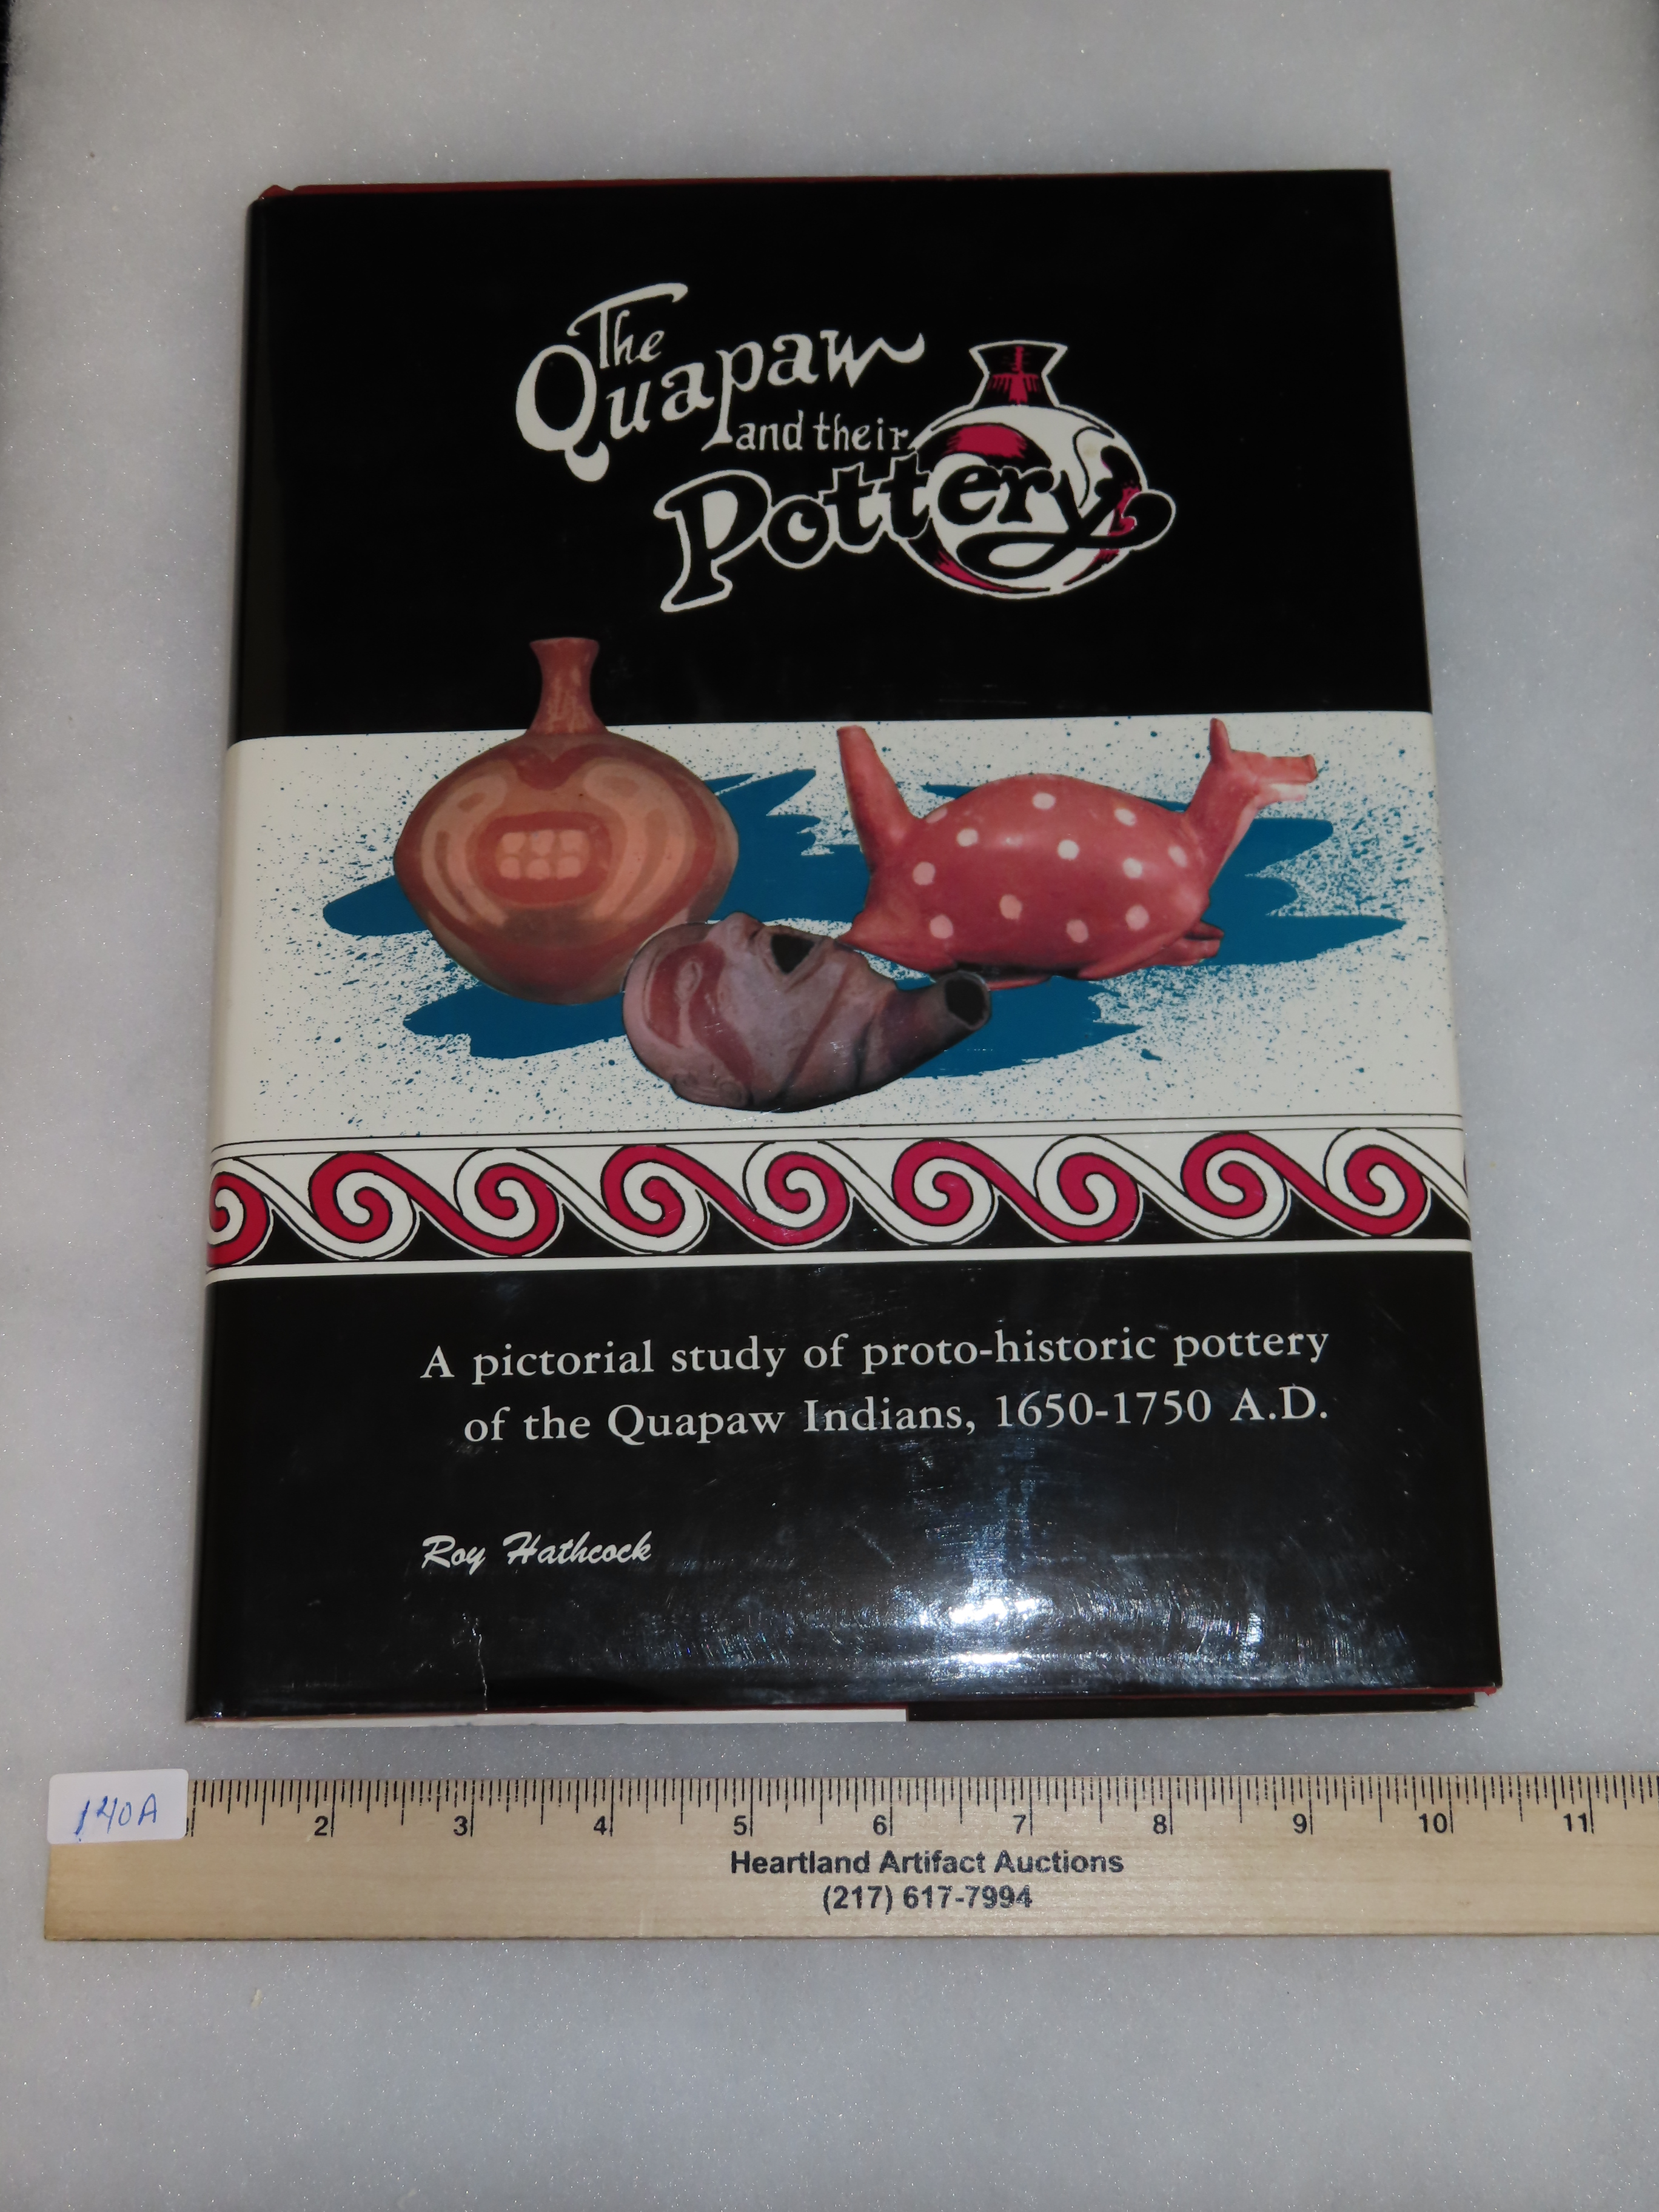 The
Quapaw
and their
Pottery
A pictorial study of proto-historic pottery
of the Quapaw Indians, 1650-1750 A.D.
Roy Hathcock
140A
2 3 4 5 6 7 8 9 10 11
Heartland Artifact Auctions
(217) 617-7994